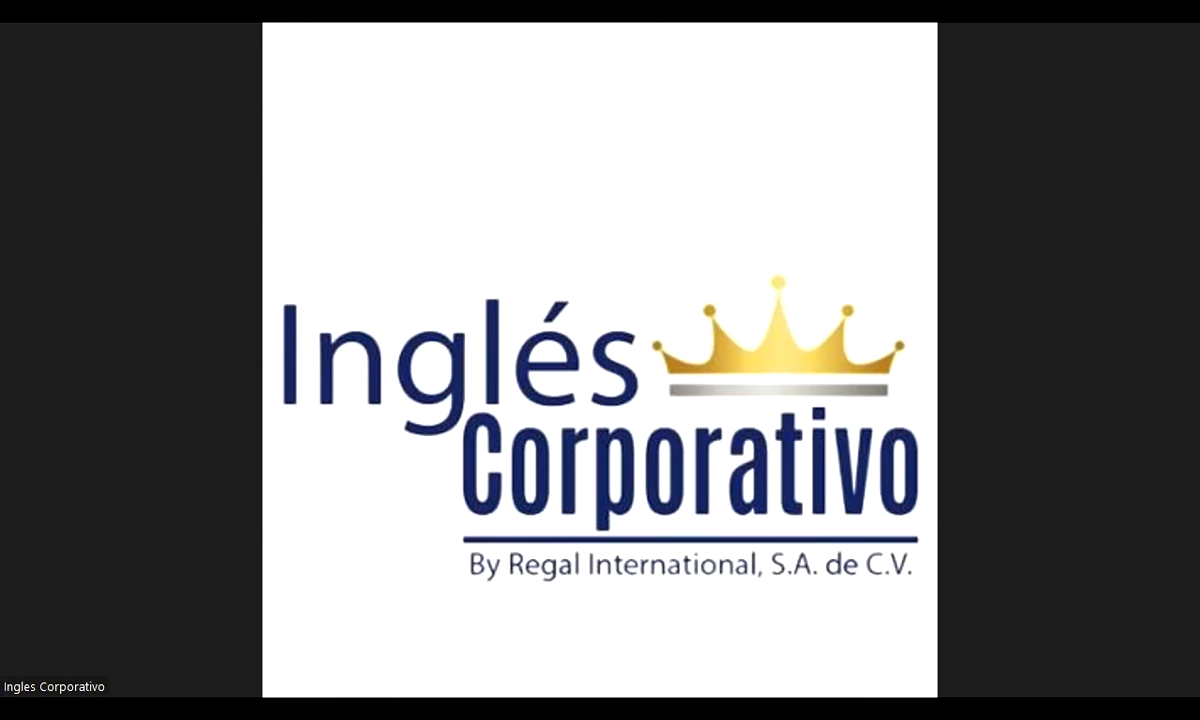 Inglés
Corporativo
By Regal International, S.A. de C.V.
Ingles Corporativo